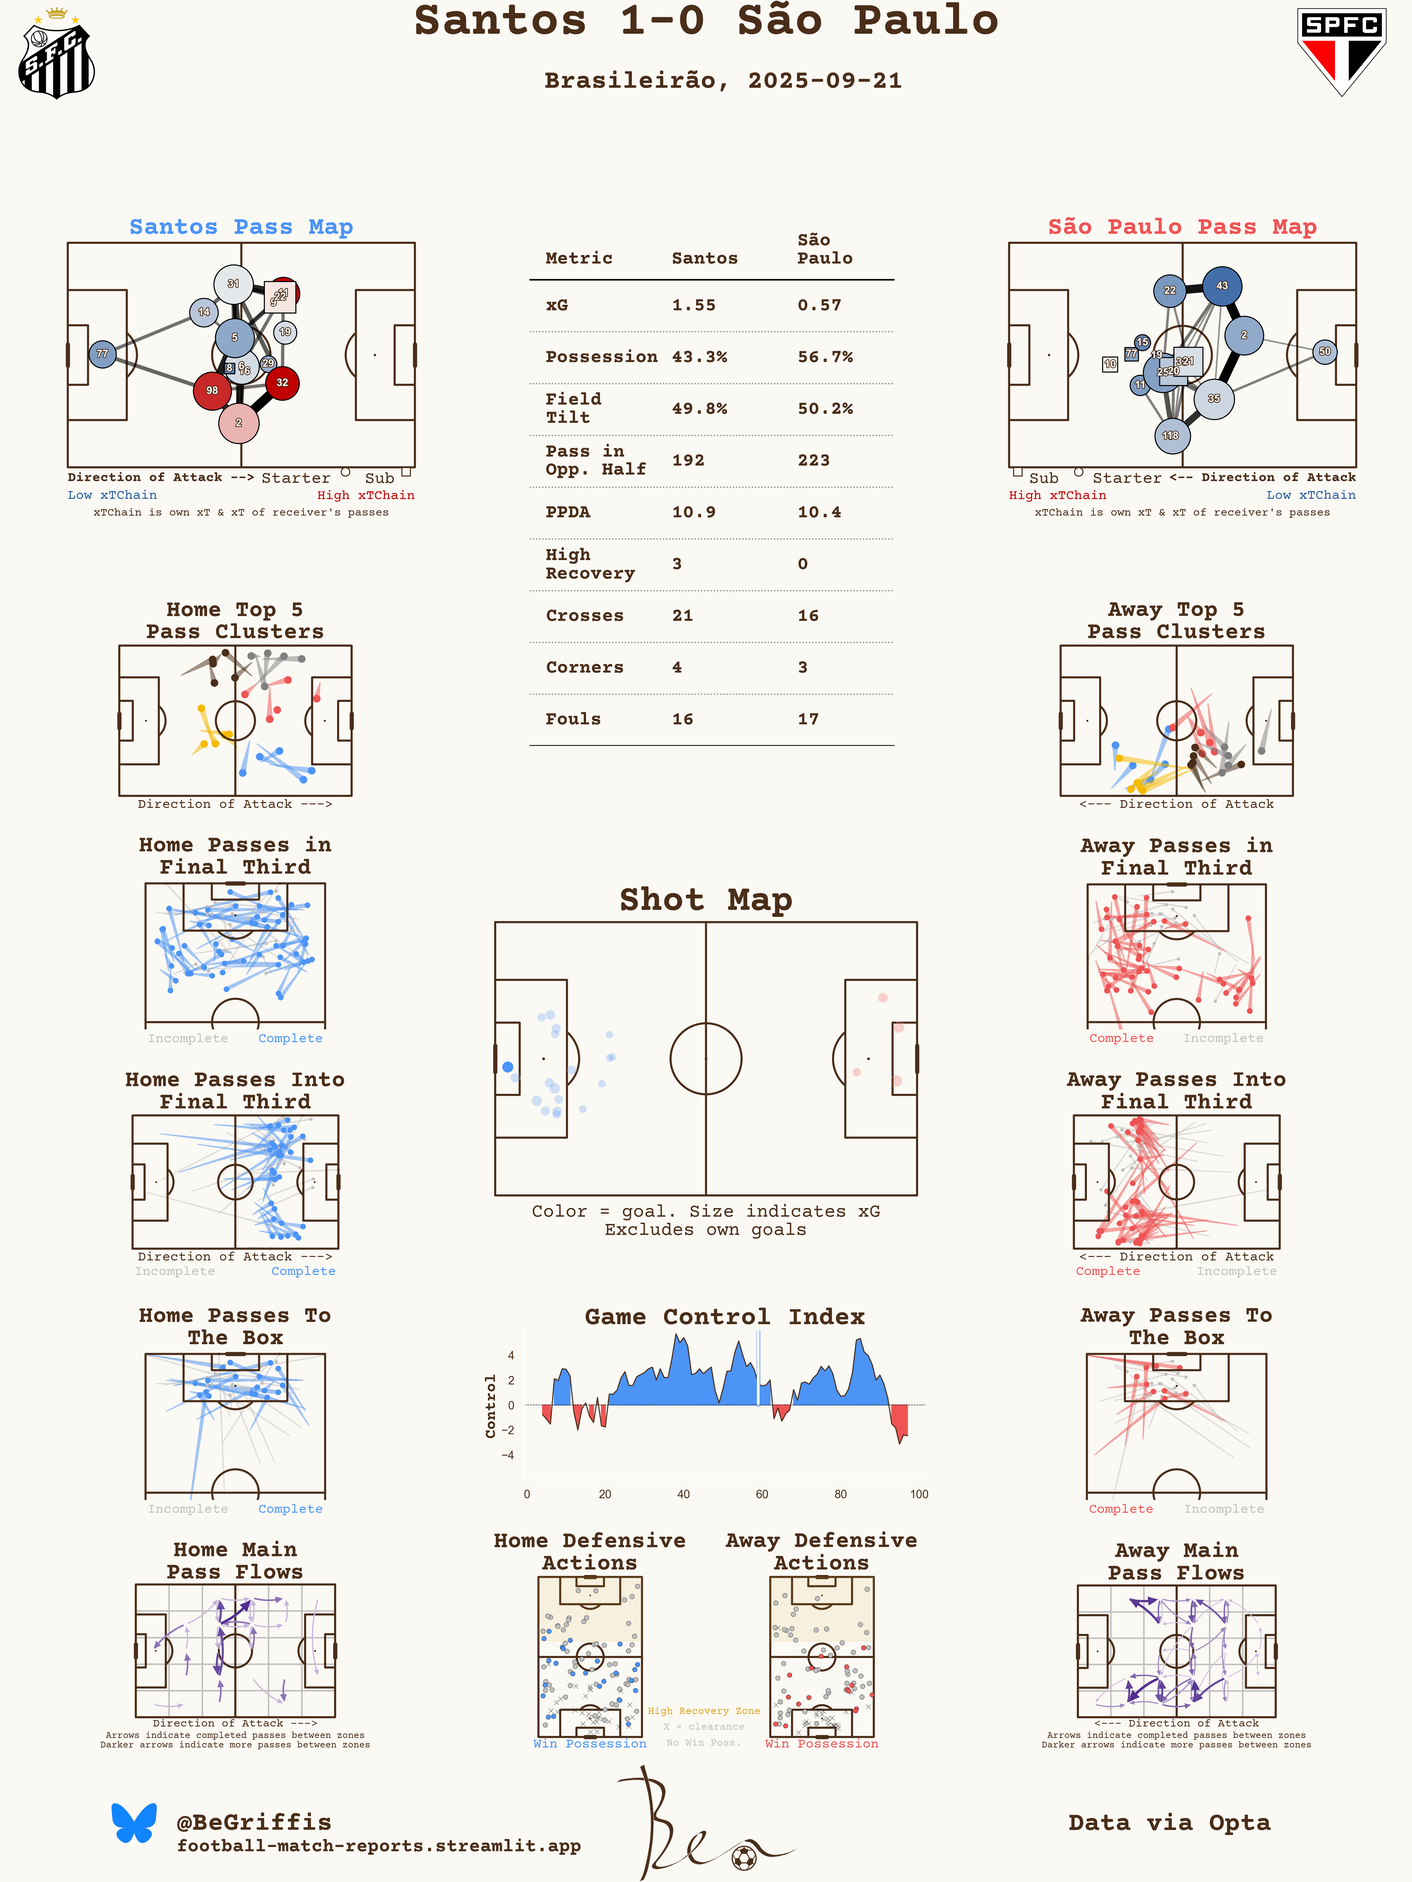 Santos 1-0 São Paulo
Brasileirão, 2025-09-21
S.F.C.
SPFC
Santos Pass Map
31
14
11
22
9
5
19
77
8
6
16
29
98
32
2
Direction of Attack --> Starter Sub
Low xTChain High xTChain
xTChain is own xT & xT of receiver's passes
Metric Santos São Paulo
xG 1.55 0.57
Possession 43.3% 56.7%
Field Tilt 49.8% 50.2%
Pass in Opp. Half 192 223
PPDA 10.9 10.4
High Recovery 3 0
Crosses 21 16
Corners 4 3
Fouls 16 17
São Paulo Pass Map
22
43
2
15
77
10
19
50
25
20
21
11
35
118
Sub Starter <-- Direction of Attack
High xTChain Low xTChain
xTChain is own xT & xT of receiver's passes
Home Top 5
Pass Clusters
Direction of Attack --->
Away Top 5
Pass Clusters
<--- Direction of Attack
Home Passes in
Final Third
Incomplete Complete
Away Passes in
Final Third
Complete Incomplete
Shot Map
Color = goal. Size indicates xG
Excludes own goals
Home Passes Into
Final Third
Direction of Attack --->
Incomplete Complete
Away Passes Into
Final Third
<--- Direction of Attack
Complete Incomplete
Home Passes To
The Box
Incomplete Complete
Game Control Index
Control
4
2
0
−2
−4
0 20 40 60 80 100
Away Passes To
The Box
Complete Incomplete
Home Main
Pass Flows
Direction of Attack --->
Arrows indicate completed passes between zones
Darker arrows indicate more passes between zones
Home Defensive
Actions
Win Possession
High Recovery Zone
X = clearance
No Win Poss.
Away Defensive
Actions
Win Possession
Away Main
Pass Flows
<--- Direction of Attack
Arrows indicate completed passes between zones
Darker arrows indicate more passes between zones
@BeGriffis
football-match-reports.streamlit.app
Ben
Data via Opta